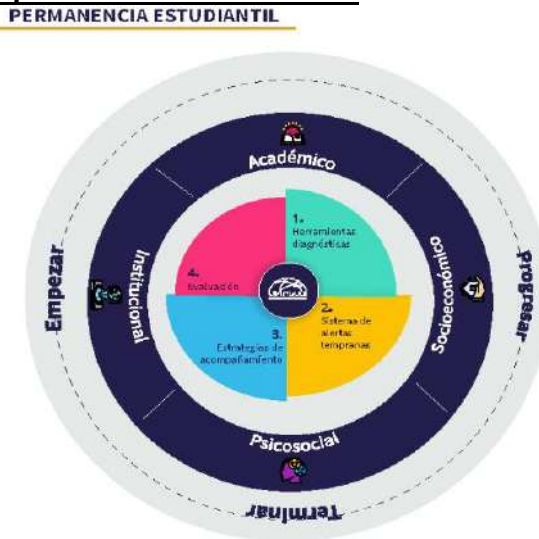 PERMANENCIA ESTUDIANTIL
Académico
1.
Herramientas
diagnósticas
4.
Evaluación
2.
Sistema de
alertas
tempranas
3.
Estrategias de
acompañamiento
Institucional
Socioeconómico
Psicosocial
Empezar
progresar
Terminar